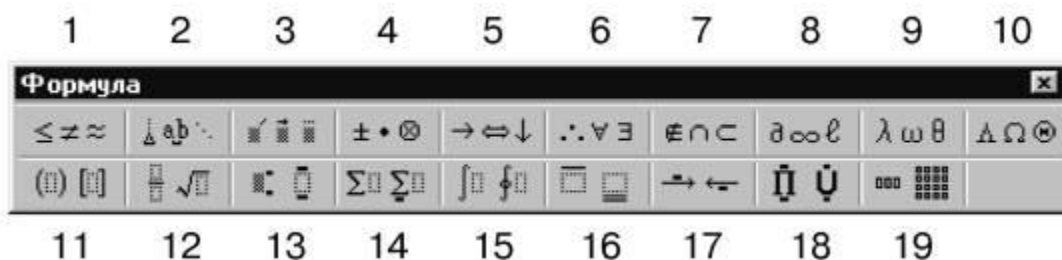 1 2 3 4 5 6 7 8 9 10
Формула
≤ ≠ ≈ a͟b ⋱ ± • ⊗ → ⇔ ↓ ∴ ∀ ∃ ∉ ∩ ⊂ ∂ ∞ ℓ λ ω θ Λ Ω Θ
() [] √ Σ Σ ∫ ∮ → ← Π U
11 12 13 14 15 16 17 18 19